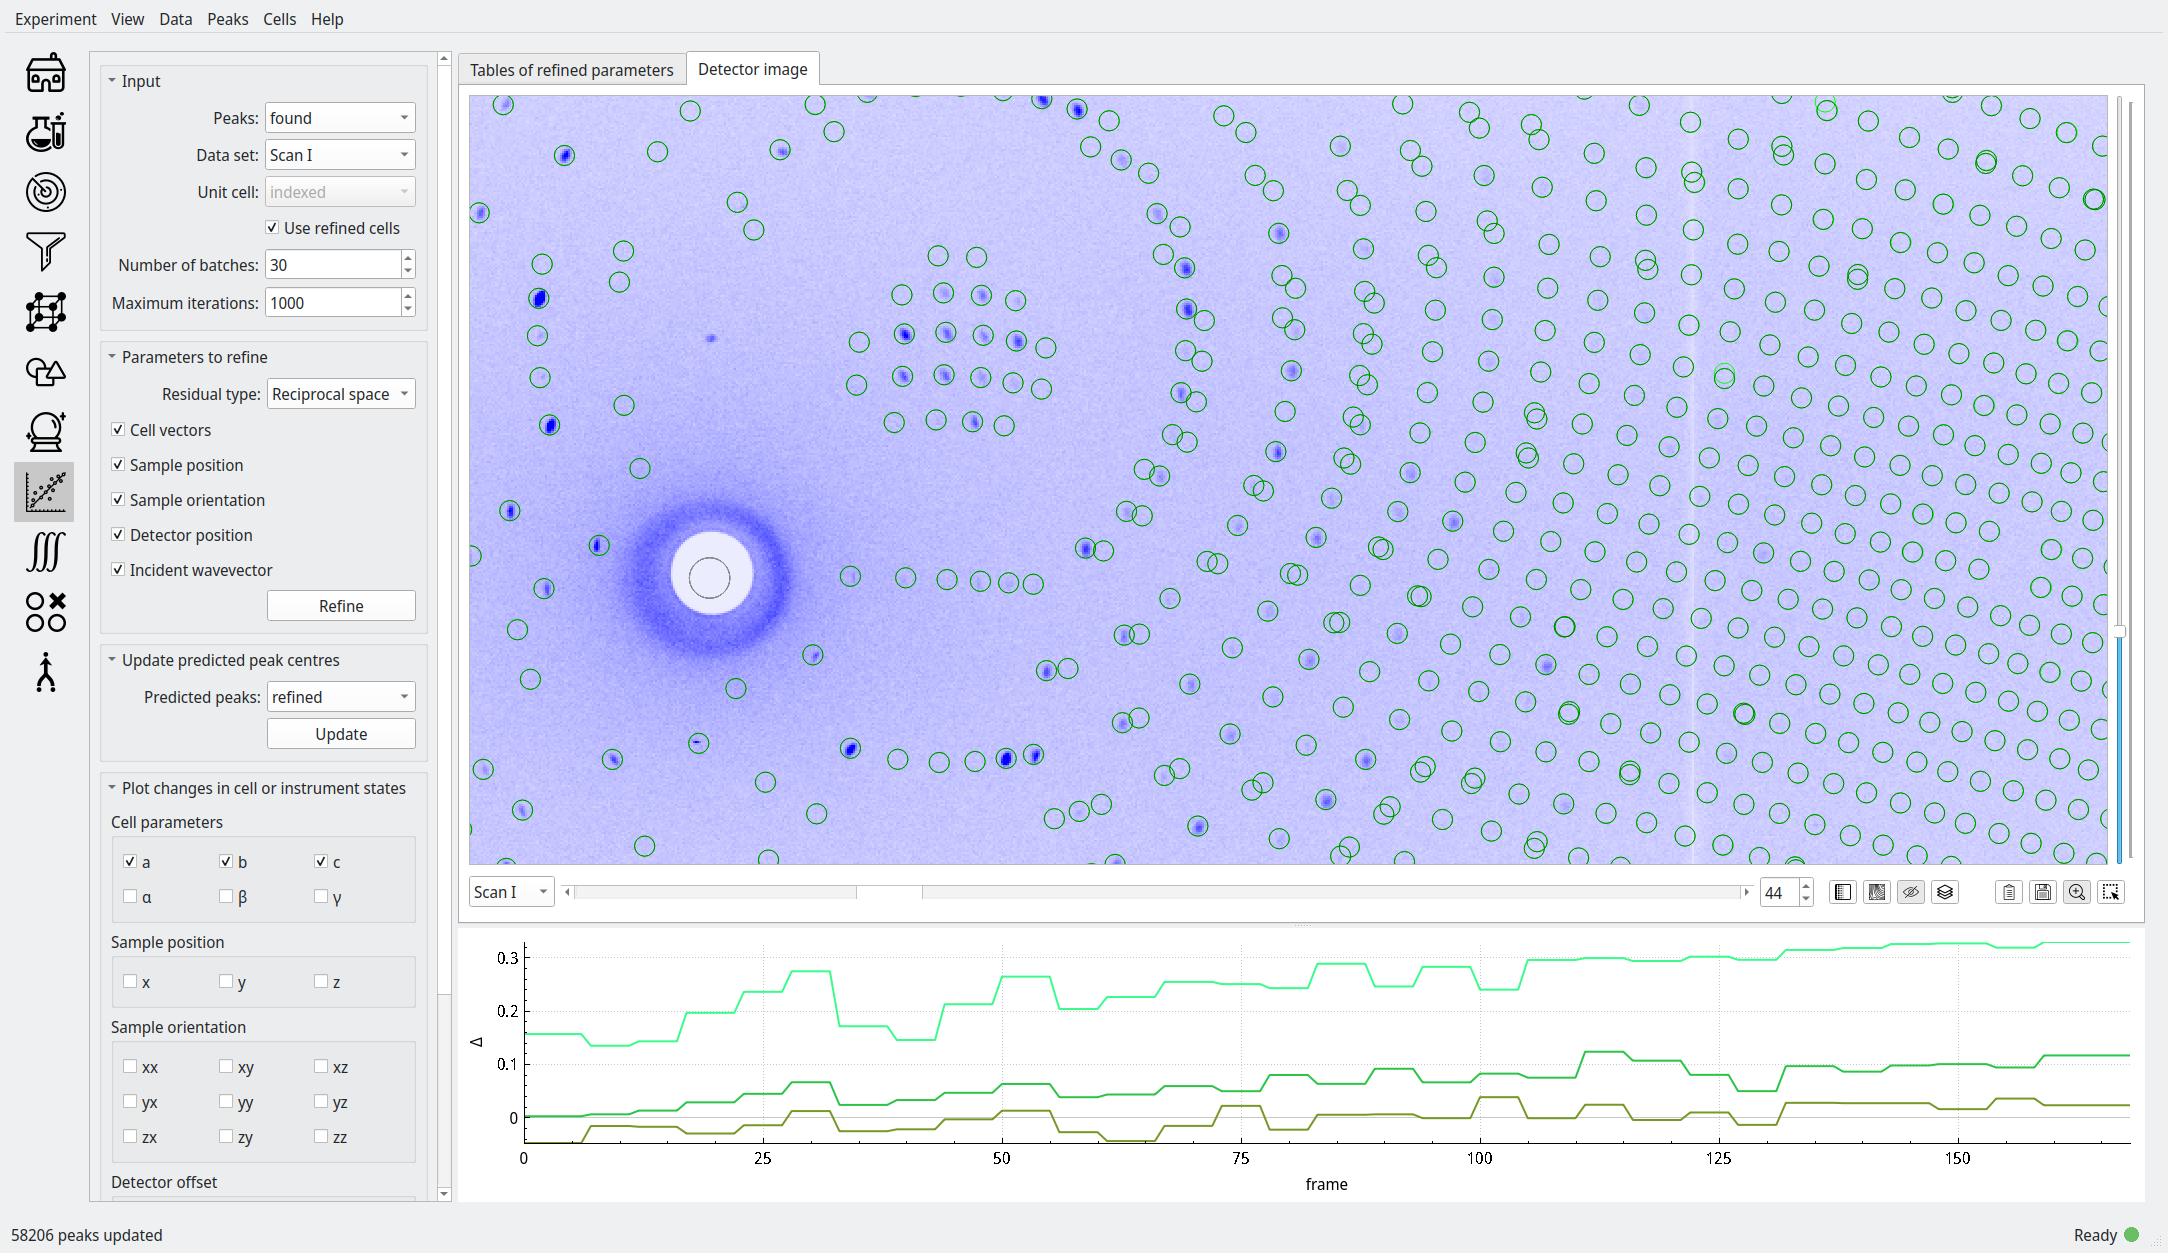 Experiment View Data Peaks Cells Help
Input
Peaks: found
Data set: Scan I
Unit cell: indexed
Use refined cells
Number of batches: 30
Maximum iterations: 1000
Parameters to refine
Residual type: Reciprocal space
Cell vectors
Sample position
Sample orientation
Detector position
Incident wavevector
Refine
Update predicted peak centres
Predicted peaks: refined
Update
Plot changes in cell or instrument states
Cell parameters
a b c
α β γ
Sample position
x y z
Sample orientation
xx xy xz
yx yy yz
zx zy zz
Detector offset
Tables of refined parameters Detector image
Scan I 44
0.3
0.2
0.1
0
Δ
0 25 50 75 100 125 150
frame
58206 peaks updated Ready